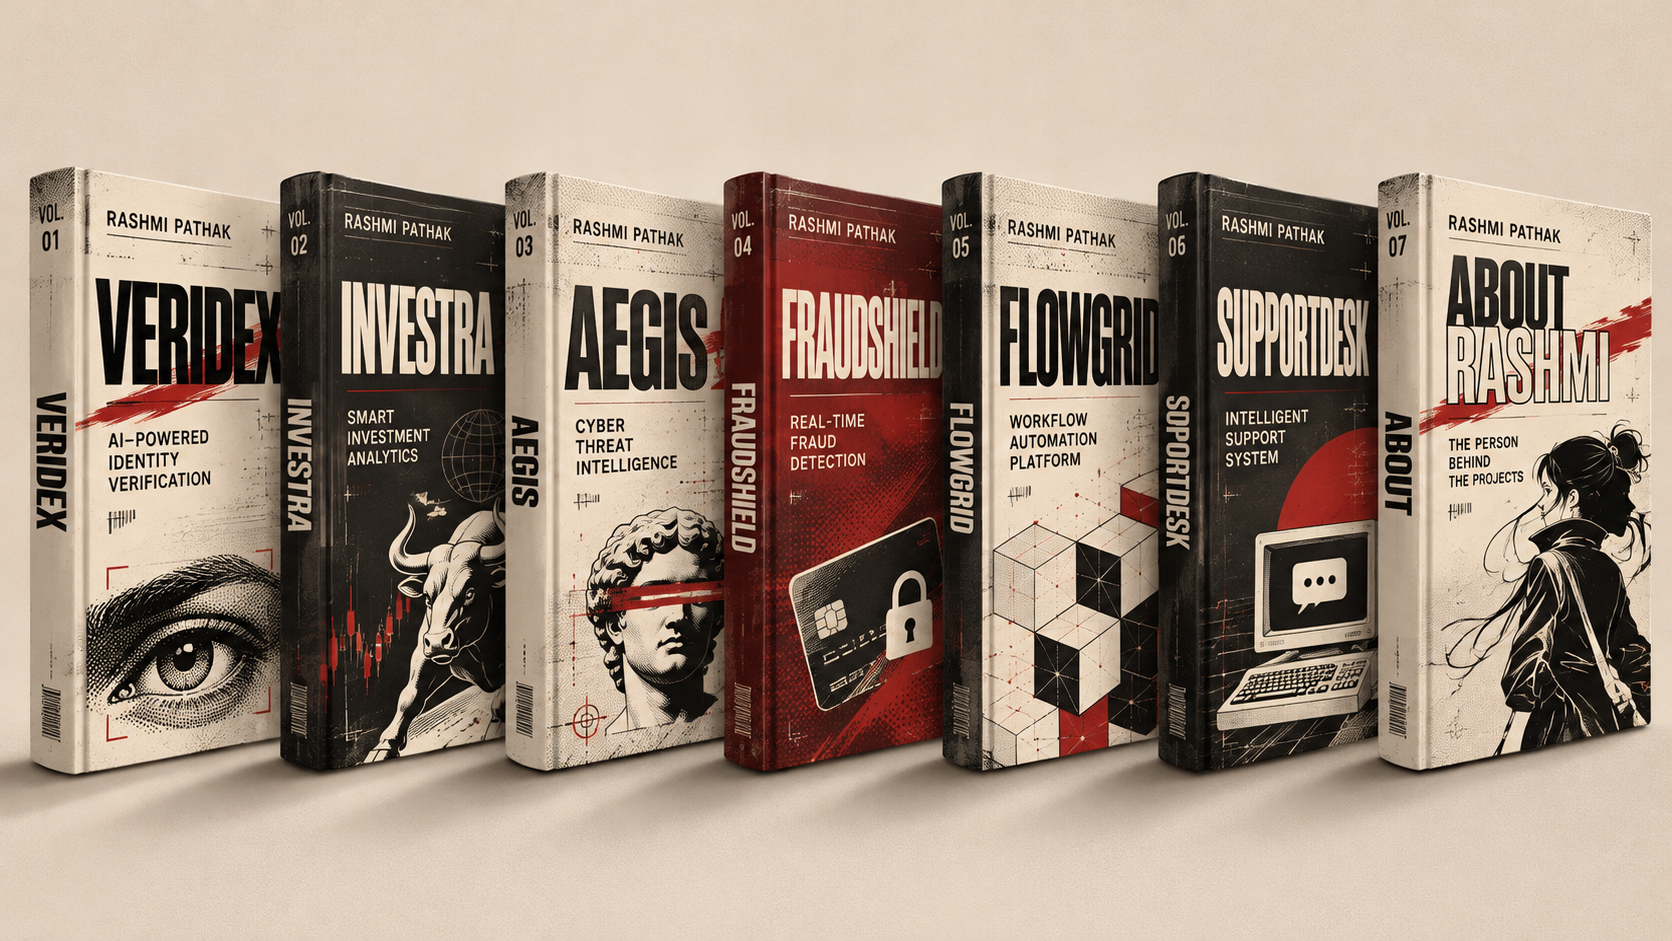 VOL.
01
VERIDEX
RASHMI PATHAK
VERIDEX
AI-POWERED
IDENTITY
VERIFICATION
VOL.
02
INVESTRA
RASHMI PATHAK
INVESTRA
SMART
INVESTMENT
ANALYTICS
VOL.
03
AEGIS
RASHMI PATHAK
AEGIS
CYBER
THREAT
INTELLIGENCE
VOL.
04
FRAUDSHIELD
RASHMI PATHAK
FRAUDSHIELD
REAL-TIME
FRAUD
DETECTION
VOL.
05
FLOWGRID
RASHMI PATHAK
FLOWGRID
WORKFLOW
AUTOMATION
PLATFORM
VOL.
06
SOPORTDESK
RASHMI PATHAK
SUPPORTDESK
INTELLIGENT
SUPPORT
SYSTEM
VOL.
07
ABOUT
RASHMI PATHAK
ABOUT
RASHMI
THE PERSON
BEHIND
THE PROJECTS